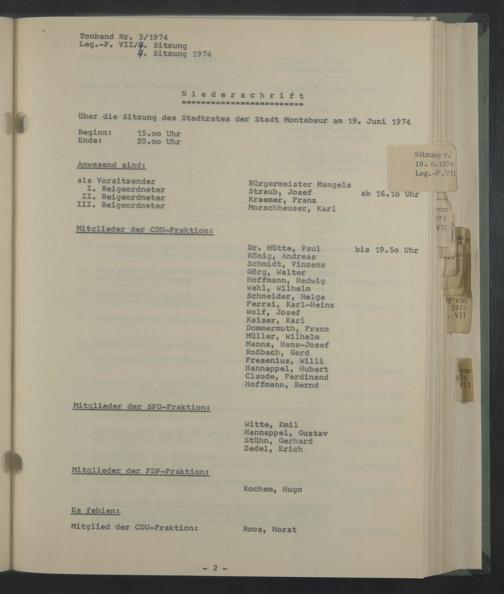 Tonband Nr. 3/1974
Leg.-P. VII/4. Sitzung
4. Sitzung 1974
Niederschrift
über die Sitzung des Stadtrates der Stadt Montabaur am 19. Juni 1974
Beginn: 15.oo Uhr
Ende: 20.oo Uhr
Anwesend sind:
als Vorsitzender Bürgermeister Mangels
I. Beigeordneter Straub, Josef ab 16.1o Uhr
II. Beigeordneter Kraemer, Franz
III. Beigeordneter Morschheuser, Karl
Mitglieder der CDU-Fraktion:
Dr. Hütte, Paul bis 19.5o Uhr
König, Andreas
Schmidt, Vinzenz
Görg, Walter
Hoffmann, Hedwig
Wahl, Wilhelm
Schneider, Helga
Ferrai, Karl-Heinz
Wolf, Josef
Kaiser, Karl
Dommermuth, Franz
Müller, Wilhelm
Manns, Hans-Josef
Roßbach, Gerd
Fresenius, Willi
Hannappel, Hubert
Claude, Ferdinand
Hoffmann, Bernd
Mitglieder der SPD-Fraktion:
Witte, Emil
Hannappel, Gustav
Stühn, Gerhard
Zedel, Erich
Mitglieder der FDP-Fraktion:
Kochem, Hugo
Es fehlen:
Mitglied der CDU-Fraktion: Roos, Horst
- 2 -
Sitzung v.
19.6.1974
Leg.-P.VII